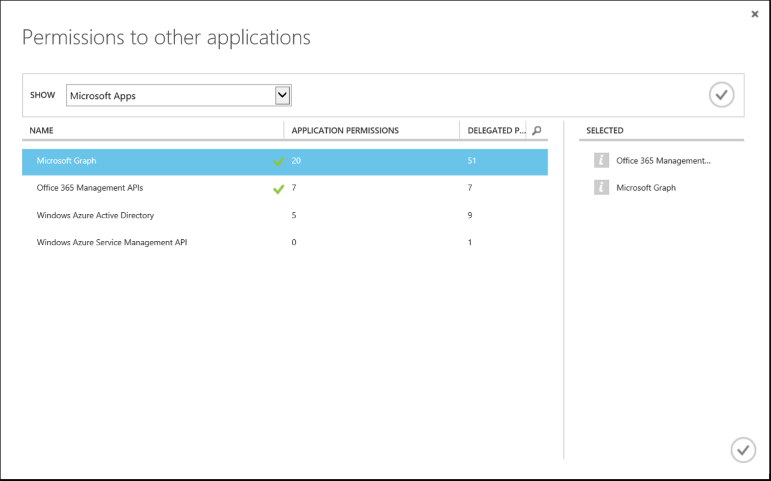 Permissions to other applications
SHOW Microsoft Apps
NAME APPLICATION PERMISSIONS DELEGATED P... SELECTED
Microsoft Graph 20 51 Office 365 Management...
Office 365 Management APIs 7 7 Microsoft Graph
Windows Azure Active Directory 5 9
Windows Azure Service Management API 0 1